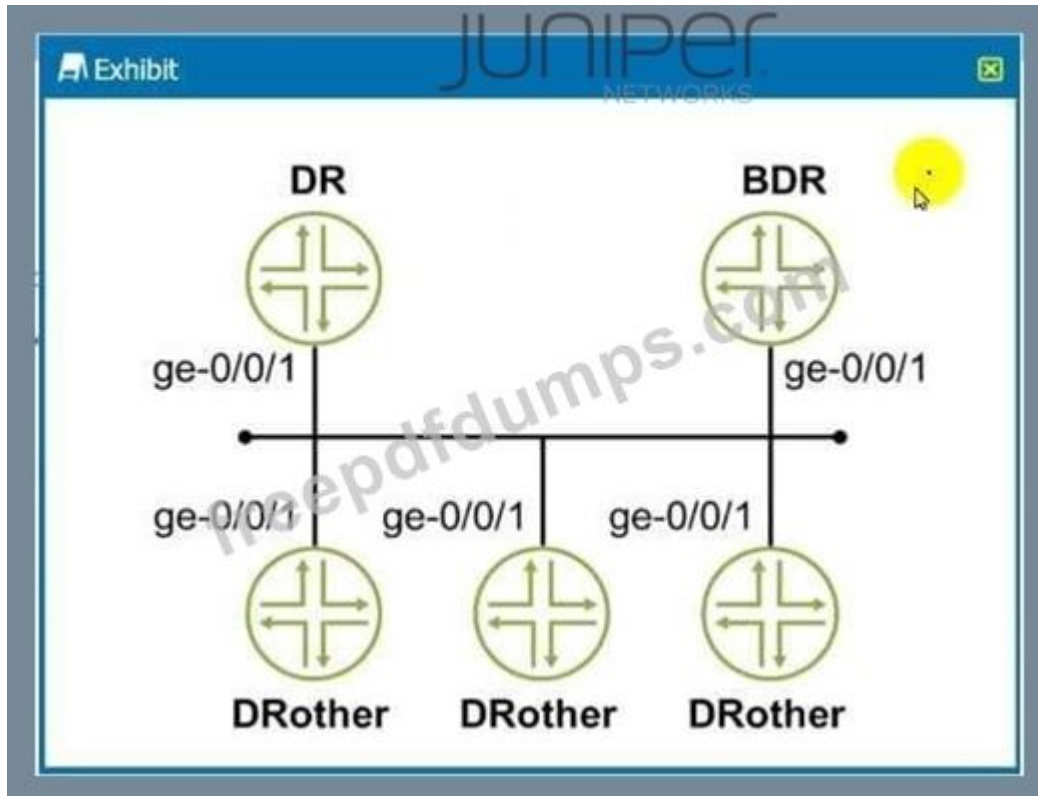 JUNIPER
NETWORKS
Exhibit
DR
BDR
ge-0/0/1
ge-0/0/1
freepdfdumps.com
ge-0/0/1
ge-0/0/1
ge-0/0/1
DRother
DRother
DRother